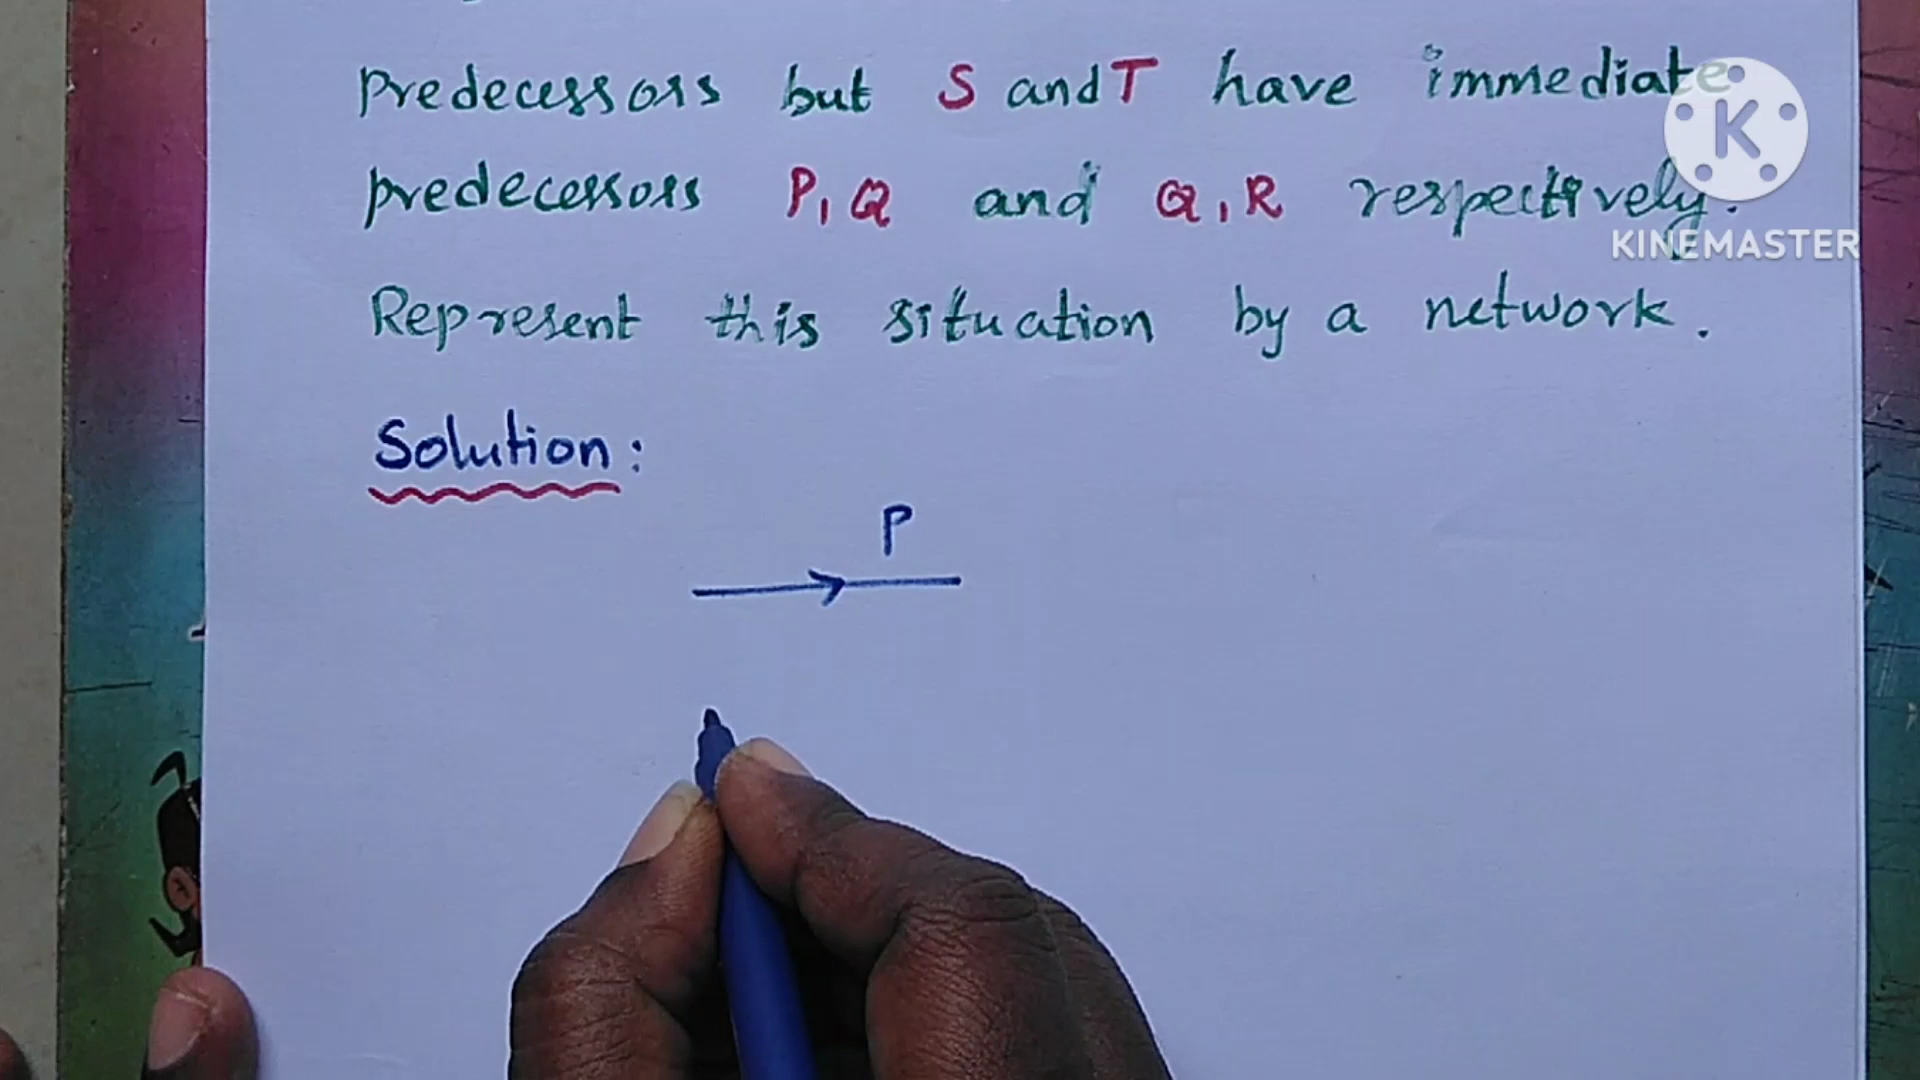 predecessors but S and T have immediate
predecessors P, Q and Q, R respectively.
Represent this situation by a network.
Solution:
P
K
KINEMASTER